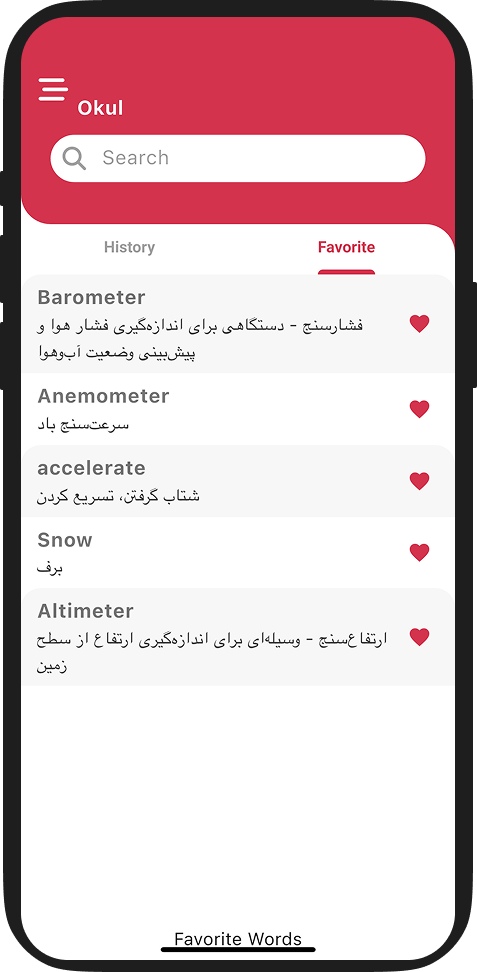 Okul
Search
History
Favorite
Barometer
فشارسنج - دستگاهی برای اندازه‌گیری فشار هوا و
پیش‌بینی وضعیت آب‌وهوا
Anemometer
سرعت‌سنج باد
accelerate
شتاب گرفتن، تسریع کردن
Snow
برف
Altimeter
ارتفاع‌سنج - وسیله‌ای برای اندازه‌گیری ارتفاع از سطح
زمین
Favorite Words